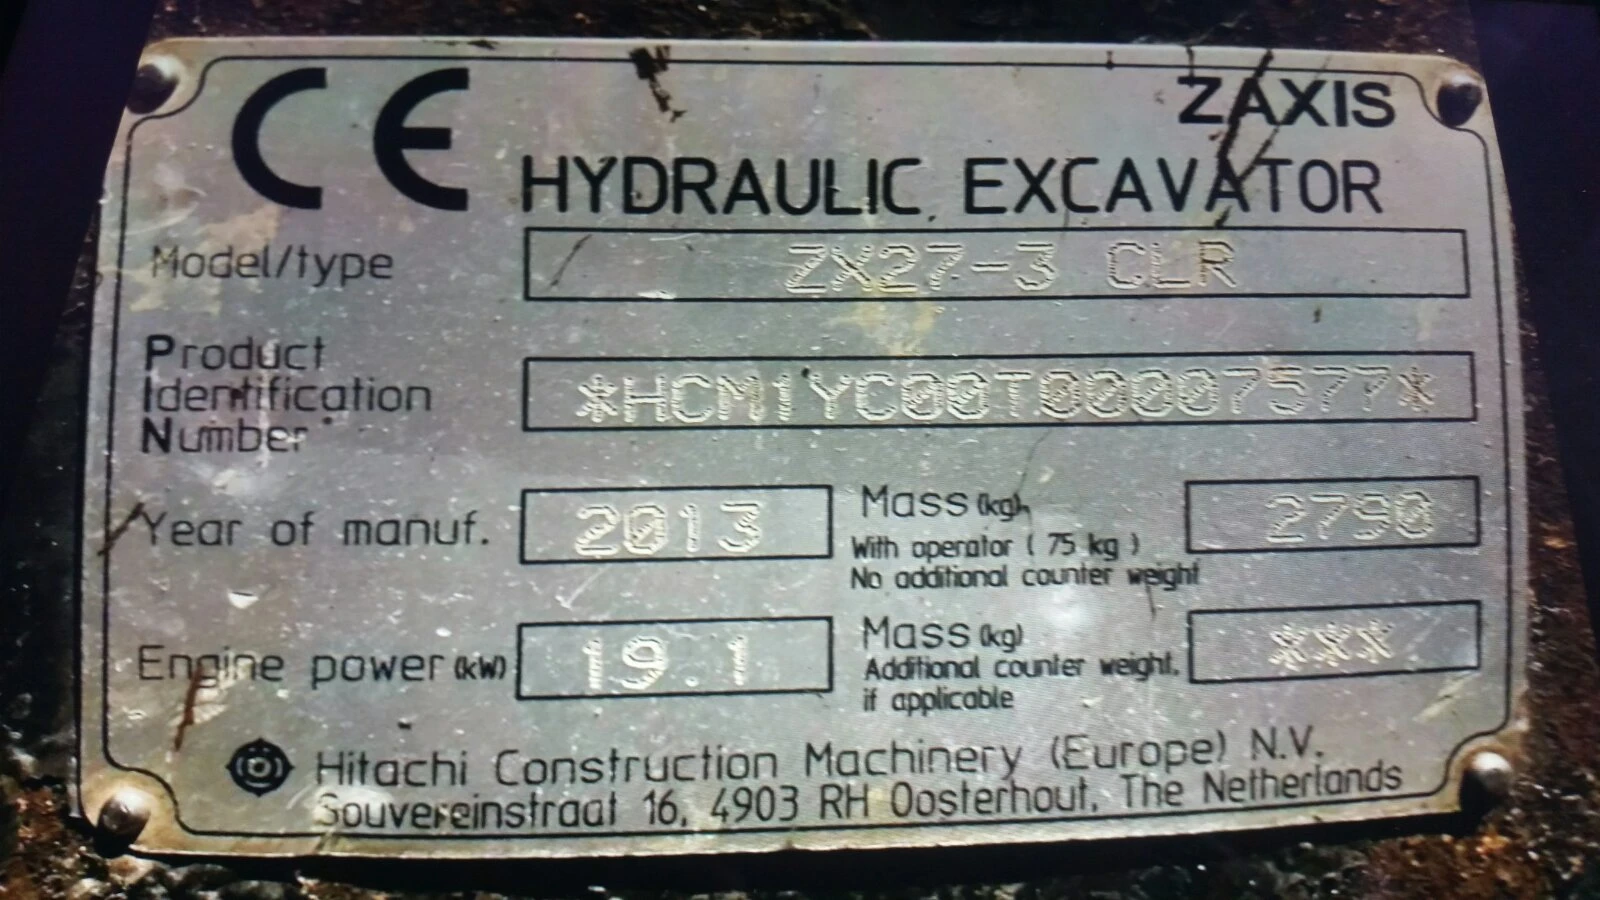 CE
ZAXIS
HYDRAULIC EXCAVATOR
Model/type ZX27-3 CLR
Product
Identification
Number
*HCM1YC00T00007577*
Year of manuf. 2013
Mass (kg) 2790
With operator ( 75 kg )
No additional counter weight
Engine power (kW) 19.1
Mass (kg) ***
Additional counter weight.
if applicable
Hitachi Construction Machinery (Europe) N.V.
Souvereinstraat 16, 4903 RH Oosterhout, The Netherlands